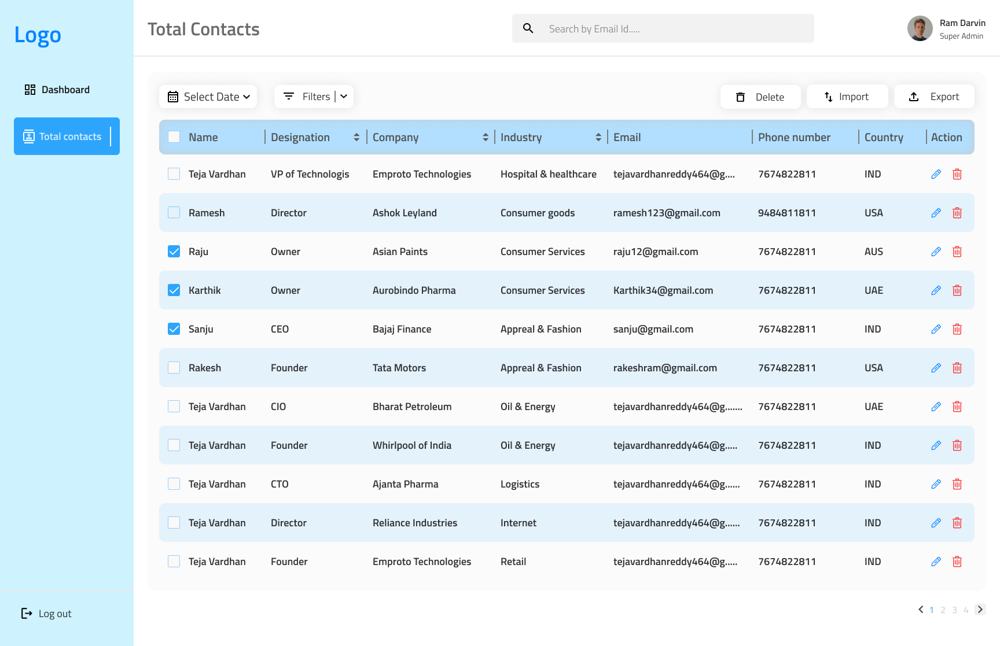 Logo
Dashboard
Total contacts
Log out
Total Contacts
Search by Email Id.....
Ram Darvin
Super Admin
Select Date
Filters
Delete
Import
Export
Name Designation Company Industry Email Phone number Country Action
Teja Vardhan VP of Technologis Emproto Technologies Hospital & healthcare tejavardhanreddy464@g.... 7674822811 IND
Ramesh Director Ashok Leyland Consumer goods ramesh123@gmail.com 9484811811 USA
Raju Owner Asian Paints Consumer Services raju12@gmail.com 7674822811 AUS
Karthik Owner Aurobindo Pharma Consumer Services Karthik34@gmail.com 7674822811 UAE
Sanju CEO Bajaj Finance Appreal & Fashion sanju@gmail.com 7674822811 IND
Rakesh Founder Tata Motors Appreal & Fashion rakeshram@gmail.com 7674822811 USA
Teja Vardhan CIO Bharat Petroleum Oil & Energy tejavardhanreddy464@g....... 7674822811 UAE
Teja Vardhan Founder Whirlpool of India Oil & Energy tejavardhanreddy464@g..... 7674822811 IND
Teja Vardhan CTO Ajanta Pharma Logistics tejavardhanreddy464@g...... 7674822811 IND
Teja Vardhan Director Reliance Industries Internet tejavardhanreddy464@g...... 7674822811 IND
Teja Vardhan Founder Emproto Technologies Retail tejavardhanreddy464@g..... 7674822811 IND
1 2 3 4